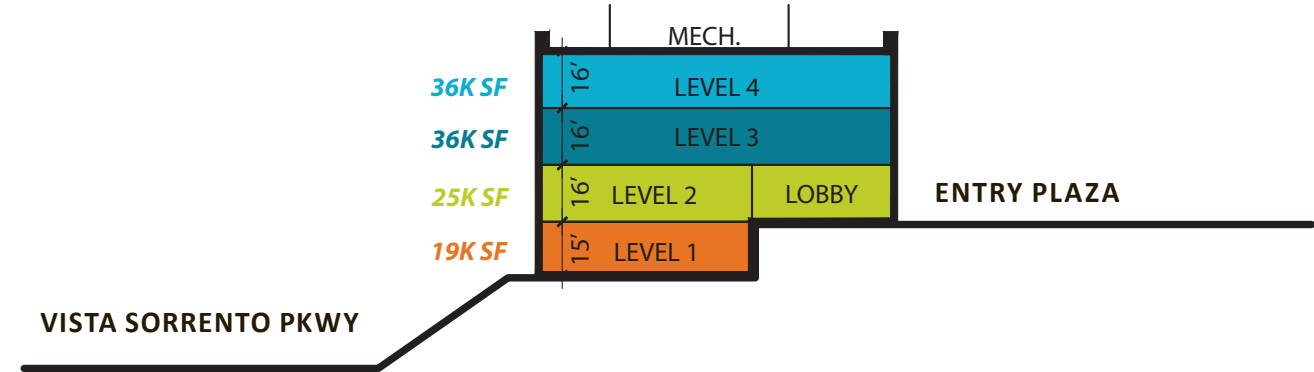 MECH.
36K SF 16' LEVEL 4
36K SF 16' LEVEL 3
25K SF 16' LEVEL 2 LOBBY ENTRY PLAZA
19K SF 15' LEVEL 1
VISTA SORRENTO PKWY